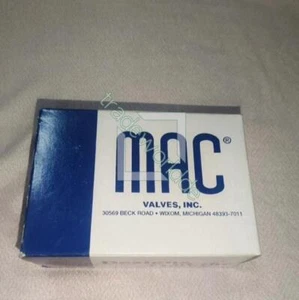 MAC®
VALVES, INC.
30569 BECK ROAD • WIXOM, MICHIGAN 48393-7011